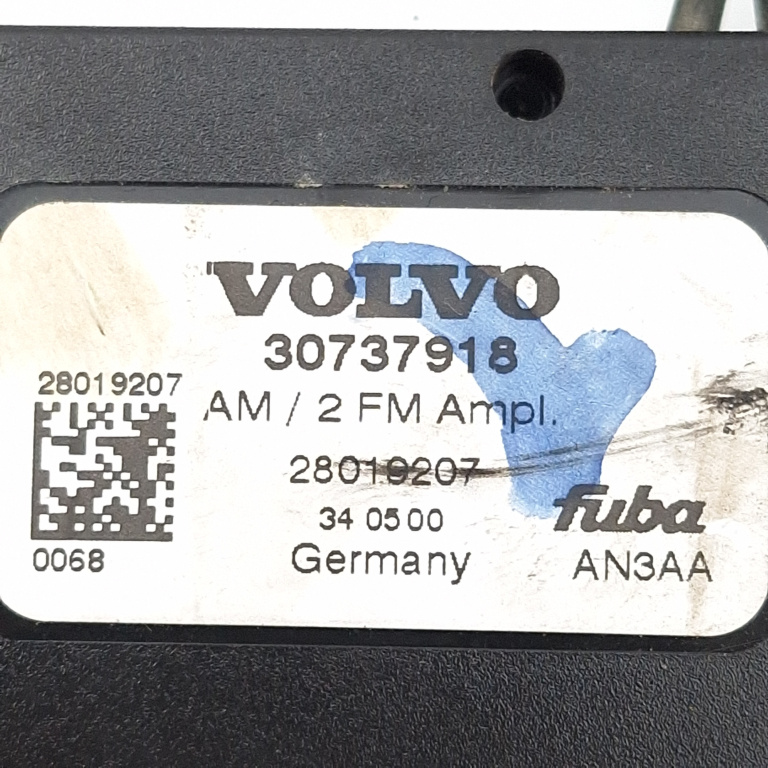 VOLVO
30737918
28019207
AM / 2 FM Ampl.
28019207
34 05 00
fuba
0068
Germany
AN3AA